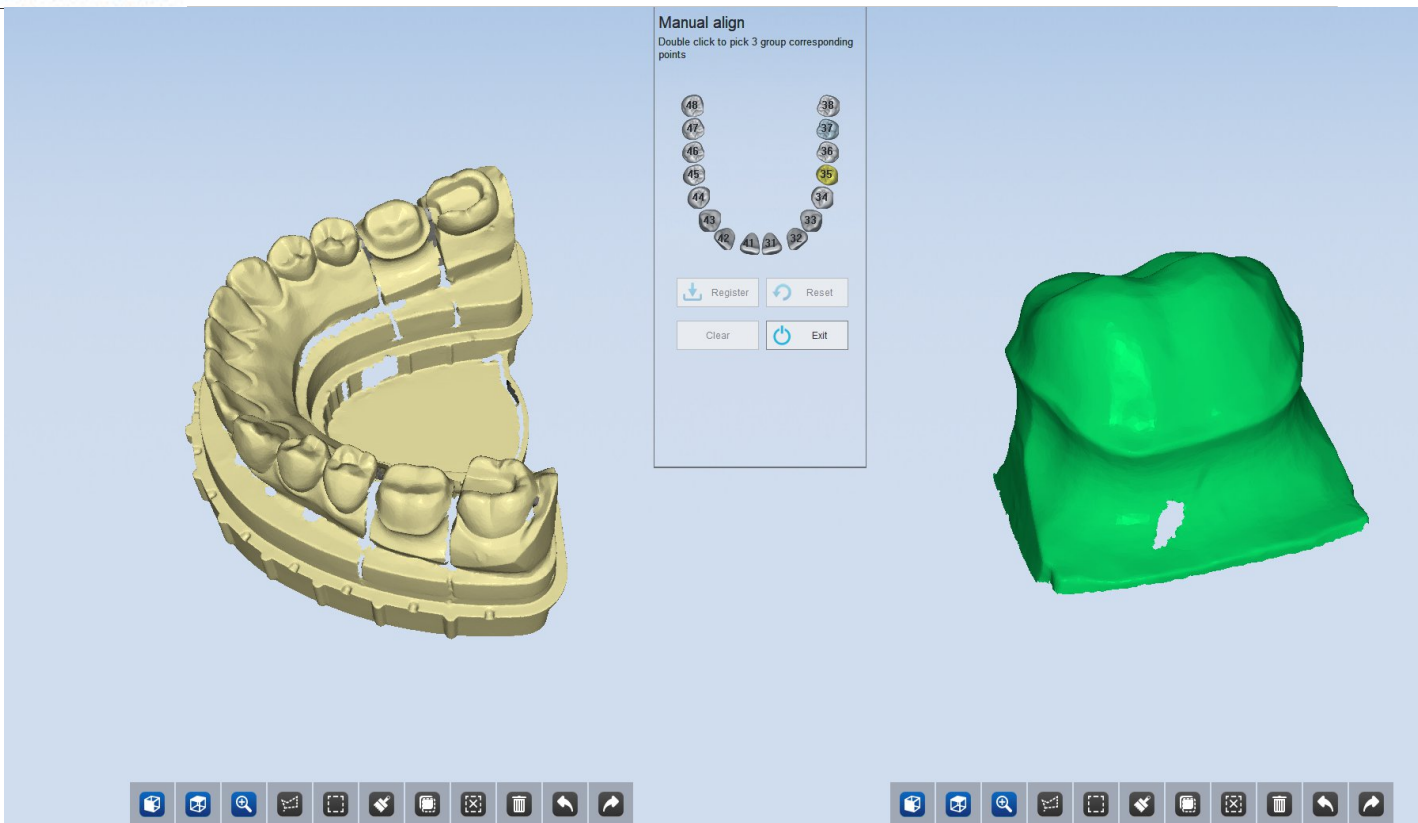 Manual align
Double click to pick 3 group corresponding
points
48 38
47 37
46 36
45 35
44 34
43 33
42 41 31 32
Register Reset
Clear Exit